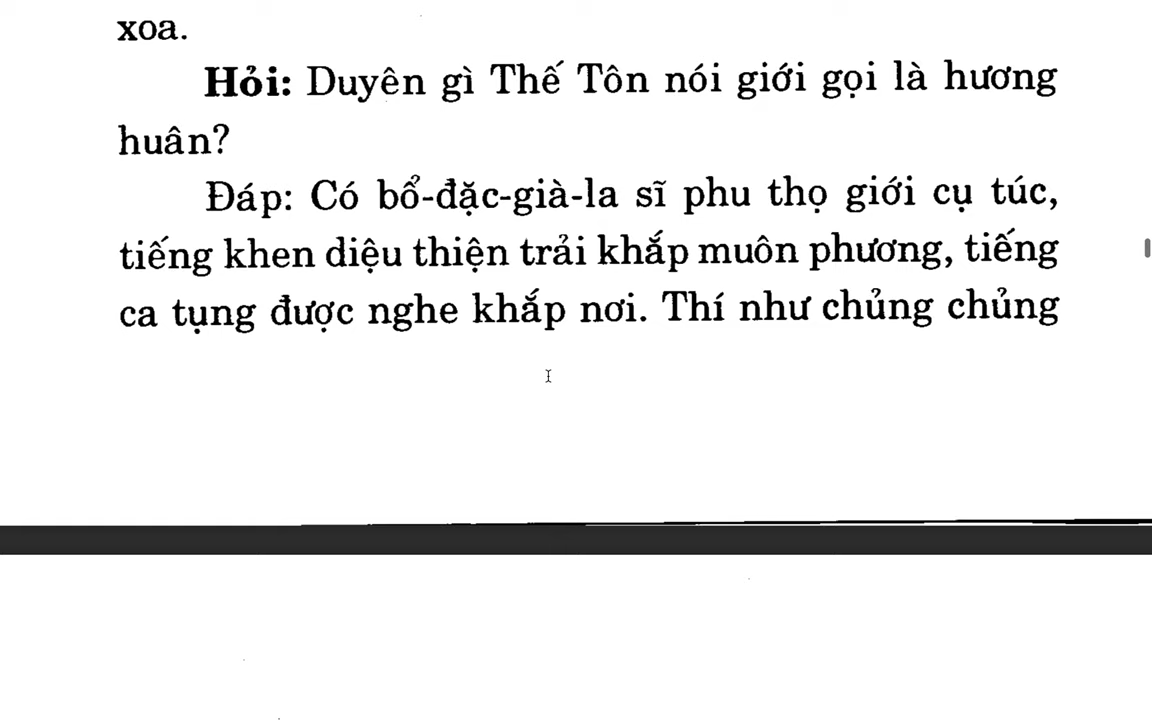 xoa.
Hỏi: Duyên gì Thế Tôn nói giới gọi là hương
huân?
Đáp: Có bổ-đặc-già-la sĩ phu thọ giới cụ túc,
tiếng khen diệu thiện trải khắp muôn phương, tiếng
ca tụng được nghe khắp nơi. Thí như chủng chủng